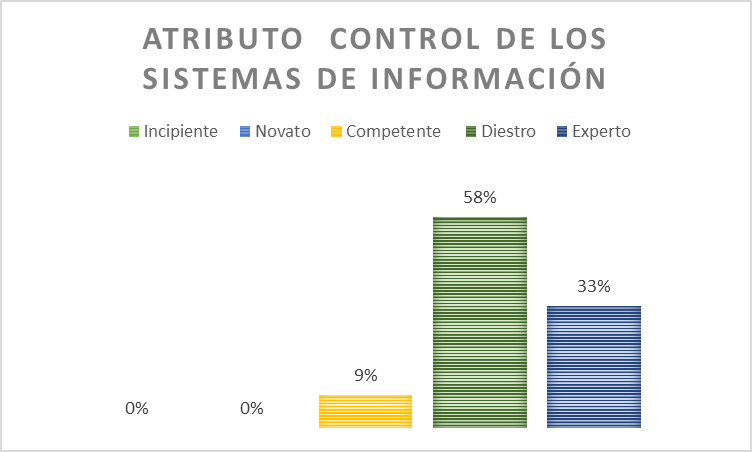 ATRIBUTO CONTROL DE LOS
SISTEMAS DE INFORMACIÓN
Incipiente Novato Competente Diestro Experto
58%
33%
9%
0% 0%